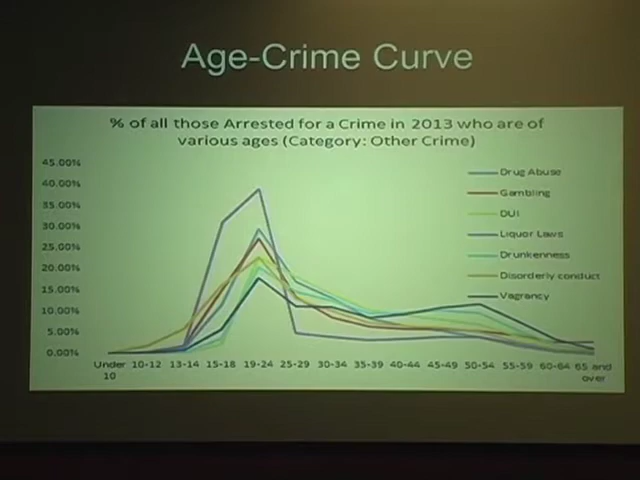 Age-Crime Curve
% of all those Arrested for a Crime in 2013 who are of
various ages (Category: Other Crime)
45.00%
40.00%
35.00%
30.00%
25.00%
20.00%
15.00%
10.00%
5.00%
0.00%
Drug Abuse
Gambling
DUI
Liquor Laws
Drunkenness
Disorderly conduct
Vagrancy
Under 10-12 13-14 15-18 19-24 25-29 30-34 35-39 40-44 45-49 50-54 55-59 60-64 65 and
10 over